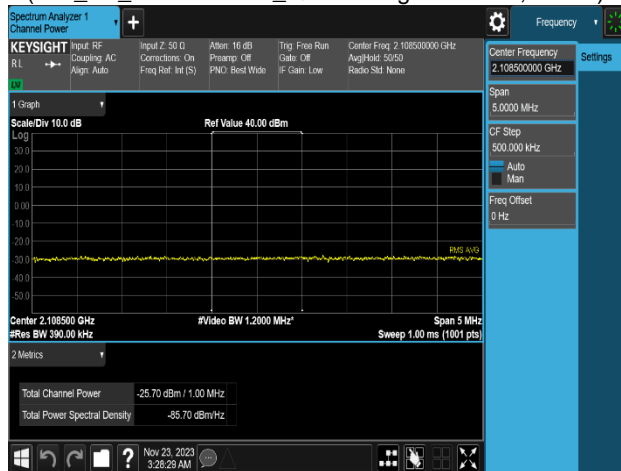 Spectrum Analyzer 1
Channel Power
Frequency
KEYSIGHT
Input: RF
Coupling: AC
Align: Auto
Input Z: 50 Ω
Corrections: On
Freq Ref: Int (S)
Atten: 16 dB
Preamp: Off
PNO: Best Wide
Trig: Free Run
Gate: Off
IF Gain: Low
Center Freq: 2.108500000 GHz
Avg|Hold: 50/50
Radio Std: None
R L
1 Graph
Scale/Div 10.0 dB
Ref Value 40.00 dBm
Log
30.0
20.0
10.0
0.00
-10.0
-20.0
RMS AVG
-30.0
-40.0
-50.0
Center 2.108500 GHz
#Video BW 1.2000 MHz*
Span 5 MHz
#Res BW 390.00 kHz
Sweep 1.00 ms (1001 pts)
2 Metrics
Total Channel Power -25.70 dBm / 1.00 MHz
Total Power Spectral Density -85.70 dBm/Hz
Nov 23, 2023
3:28:29 AM
Center Frequency
2.108500000 GHz
Settings
Span
5.0000 MHz
CF Step
500.000 kHz
Auto
Man
Freq Offset
0 Hz